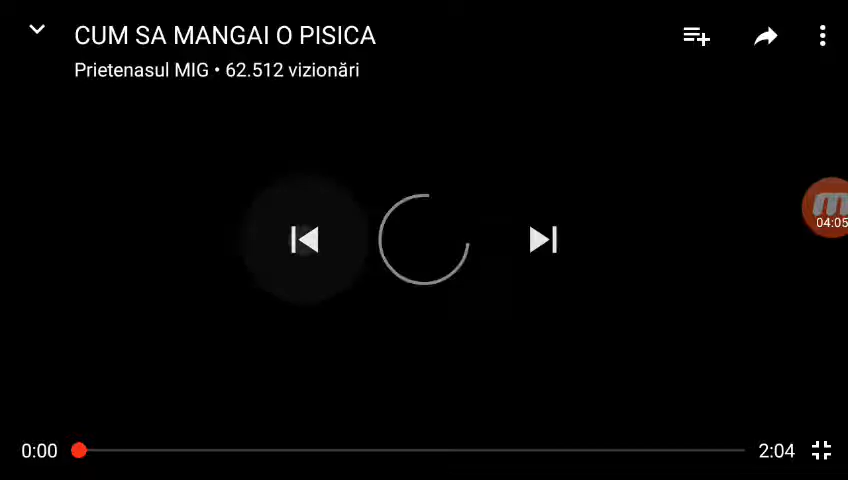 CUM SA MANGAI O PISICA
Prietenasul MIG • 62.512 vizionări
04:05
0:00
2:04